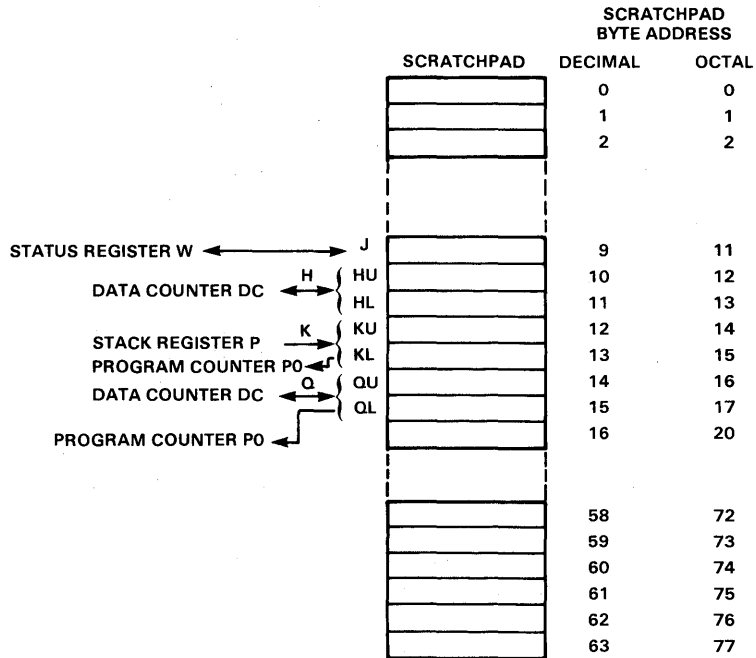 SCRATCHPAD
BYTE ADDRESS
SCRATCHPAD DECIMAL OCTAL
0 0
1 1
2 2
STATUS REGISTER W J 9 11
H HU 10 12
DATA COUNTER DC
HL 11 13
K KU 12 14
STACK REGISTER P
KL 13 15
PROGRAM COUNTER P0
Q QU 14 16
DATA COUNTER DC
QL 15 17
16 20
PROGRAM COUNTER P0
58 72
59 73
60 74
61 75
62 76
63 77